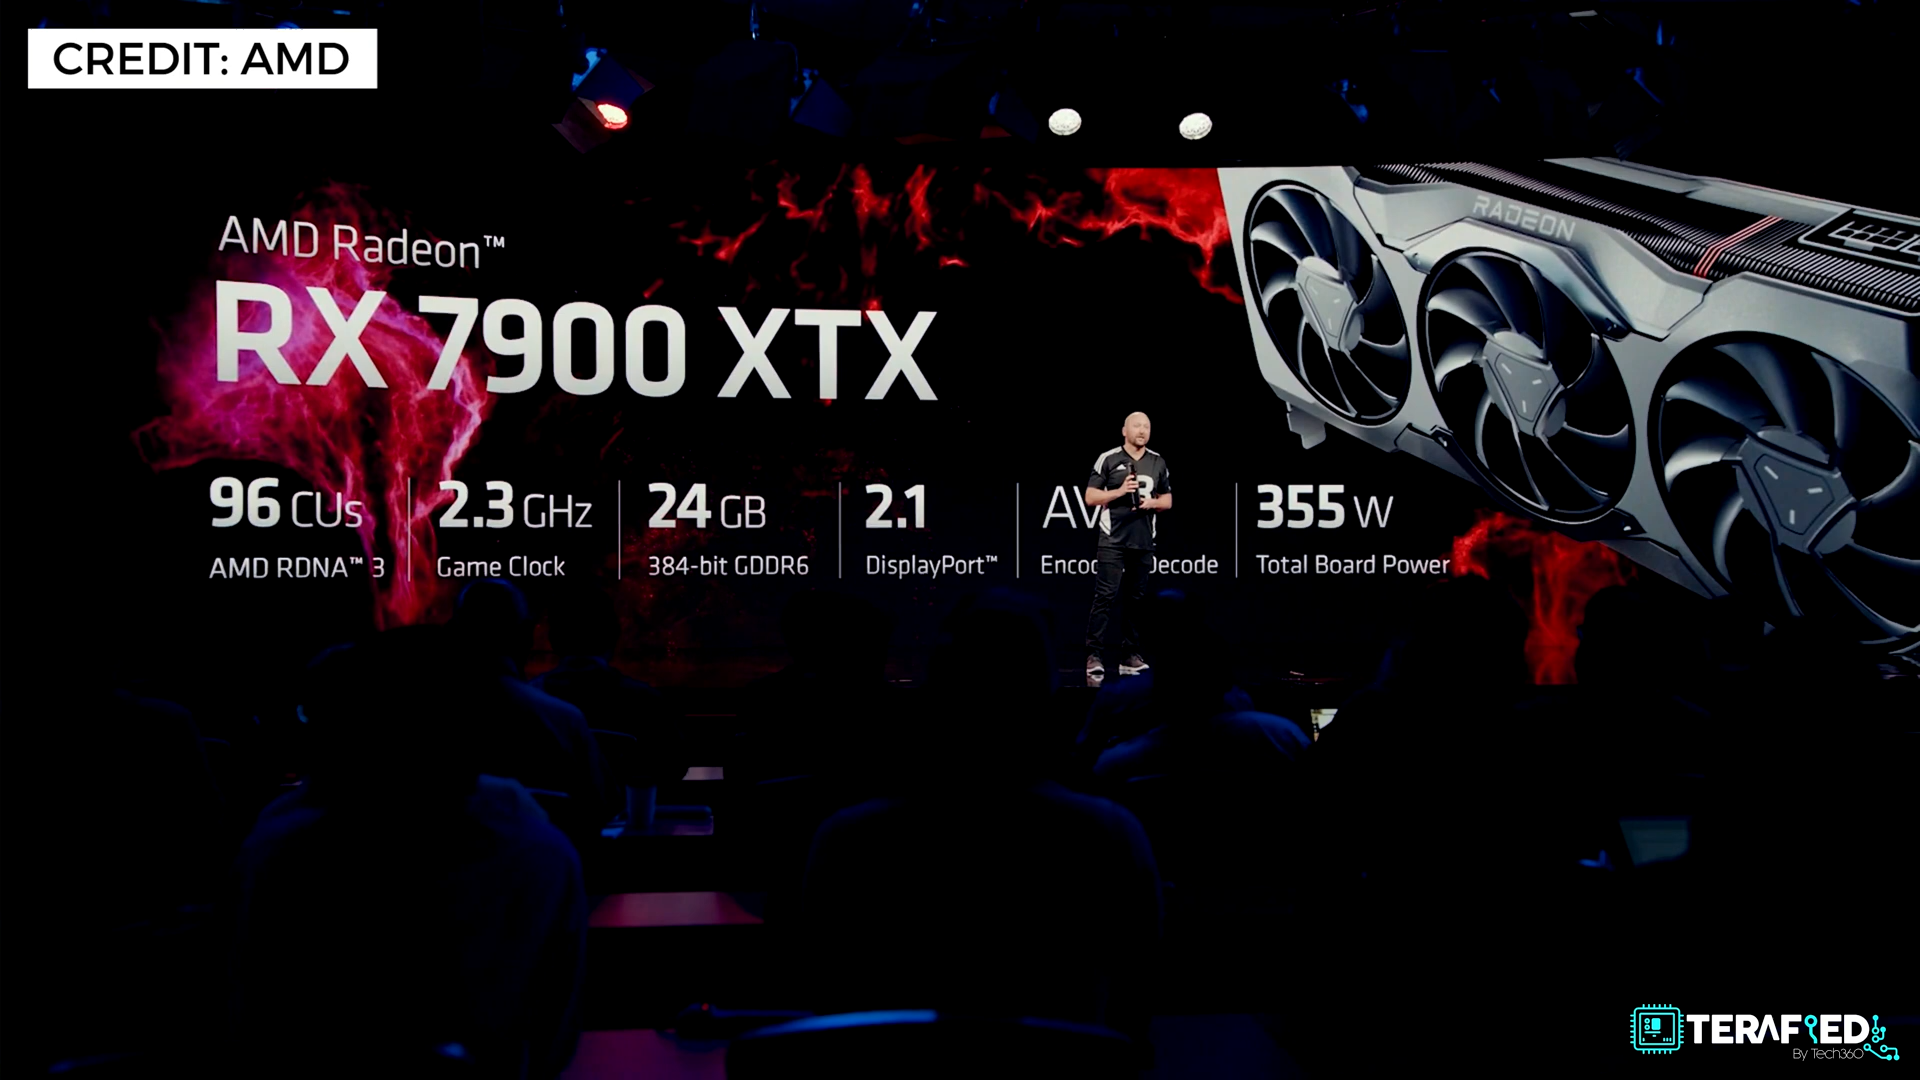 CREDIT: AMD
AMD Radeon™
RX 7900 XTX
RADEON
96 CUs
AMD RDNA™ 3
2.3 GHz
Game Clock
24 GB
384-bit GDDR6
2.1
DisplayPort™
355 W
Total Board Power
TERAFIED
By Tech360